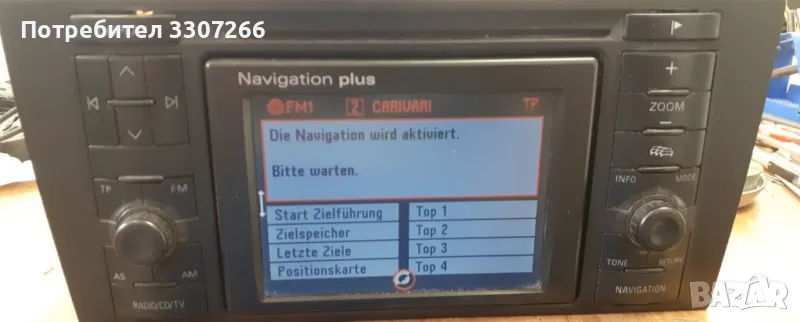 Потребител 3307266
Navigation plus
FM1 2 CARIVARI TP
Die Navigation wird aktiviert.
Bitte warten.
Start Zielführung Top 1
Zielspeicher Top 2
Letzte Ziele Top 3
Positionskarte Top 4
TP FM
AS AM
RADIO/CD/TV
+
ZOOM
−
INFO MODE
TONE RETURN
NAVIGATION
BAZAR
bg